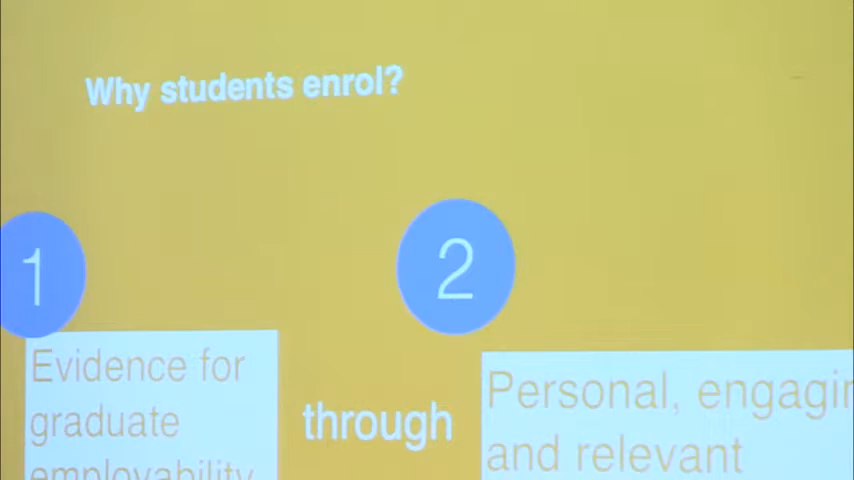 Why students enrol?
1
2
Evidence for
graduate
employability
through
Personal, engagin
and relevant